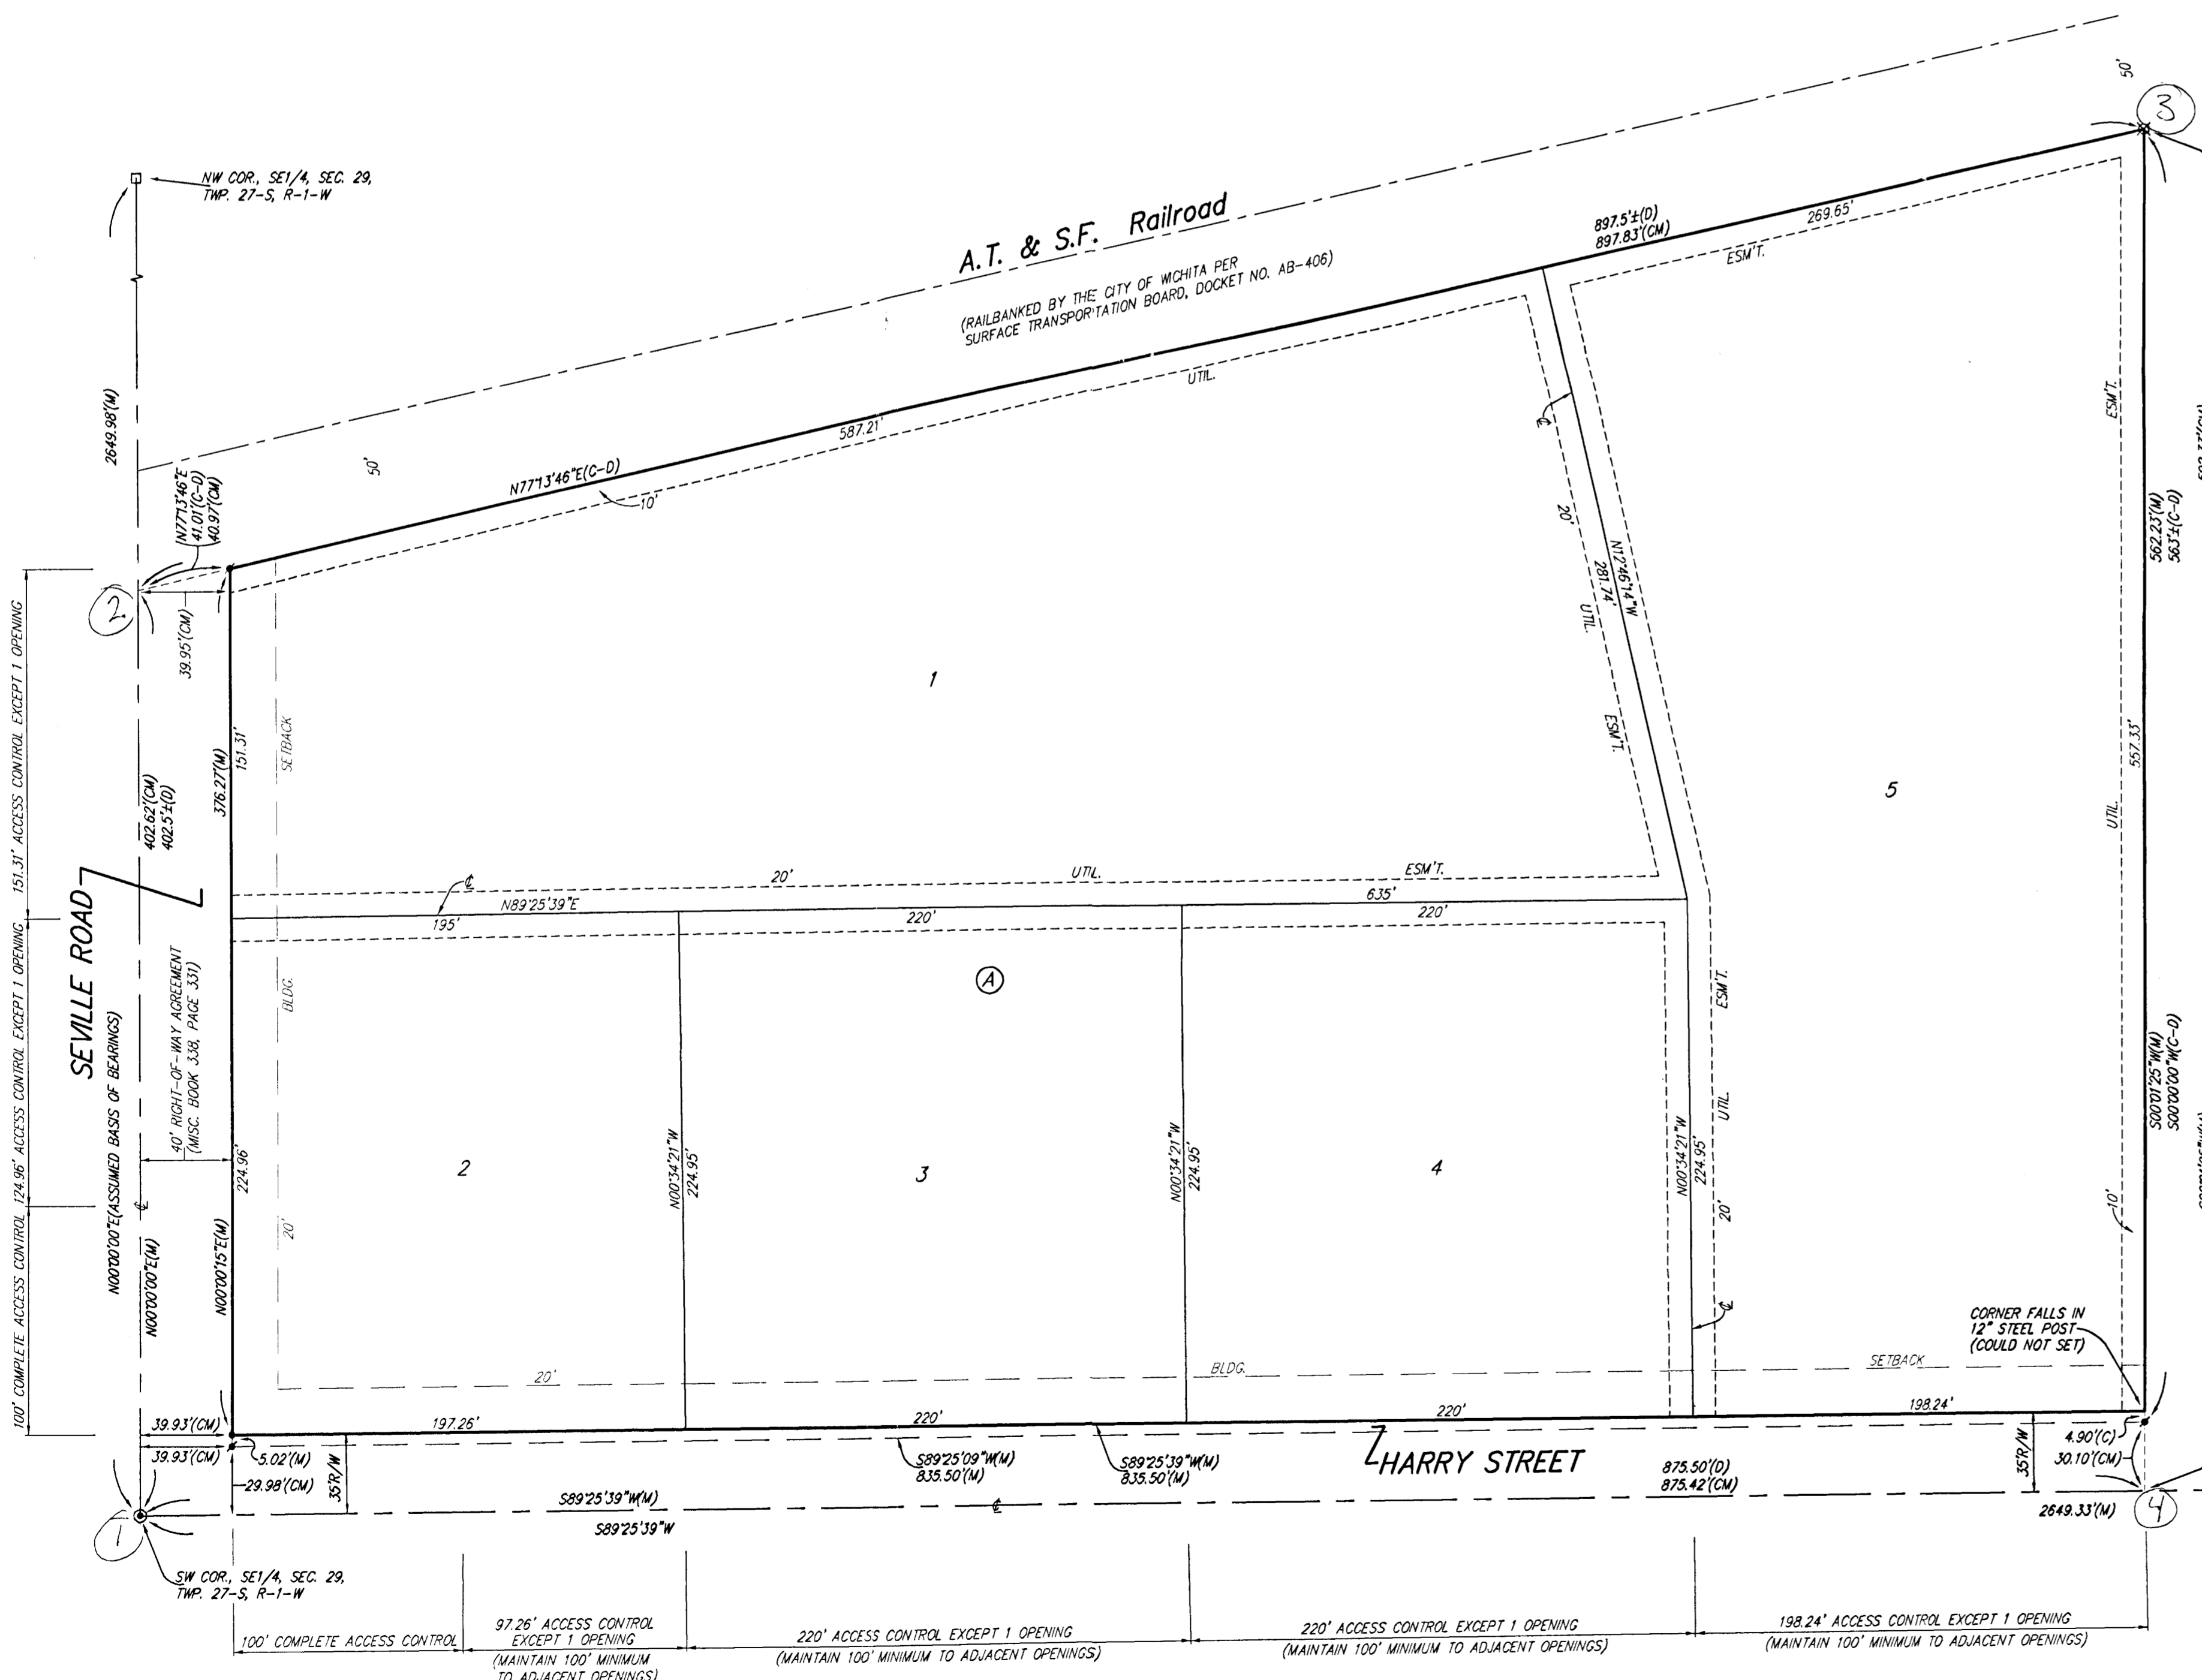 50'
3
NW COR., SE1/4, SEC. 29,
TWP. 27-S, R-1-W
A.T. & S.F. Railroad
(RAILBANKED BY THE CITY OF WICHITA PER
SURFACE TRANSPORTATION BOARD, DOCKET NO. AB-406)
897.5'±(D)
897.83'(CM)
269.65'
ESM'T.
UTIL.
587.21'
50'
N77°13'46"E(C-D)
10'
2649.98'(M)
N77°13'46"E
41.01'(C-D)
40.97'(CM)
2
39.95'(CM)
℄
20'
N12°46'14"W
281.74'
UTIL.
ESM'T.
ESM'T.
562.23'(M)
563'±(C-D)
557.33'
UTIL.
10'
1
5
151.31' ACCESS CONTROL EXCEPT 1 OPENING
124.96' ACCESS CONTROL EXCEPT 1 OPENING
100' COMPLETE ACCESS CONTROL
SETBACK
151.31'
376.27'(M)
402.62'(CM)
402.5'±(D)
SEVILLE ROAD
N00°00'00"E(ASSUMED BASIS OF BEARINGS)
N00°00'00"E(M)
40' RIGHT-OF-WAY AGREEMENT
(MISC. BOOK 338, PAGE 331)
℄
224.96'
N00°00'15"E(M)
℄
20'
UTIL.
ESM'T.
N89°25'39"E
635'
195'
220'
220'
A
BLDG.
20'
2
N00°34'21"W
224.95'
3
N00°34'21"W
224.95'
4
N00°34'21"W
224.95'
ESM'T.
UTIL.
20'
℄
S00°01'25"W(M)
S00°00'00"W(C-D)
CORNER FALLS IN
12" STEEL POST
(COULD NOT SET)
20'
BLDG.
SETBACK
39.93'(CM)
197.26'
220'
220'
198.24'
39.93'(CM)
5.02'(M)
29.98'(CM)
35'R/W
S89°25'09"W(M)
835.50'(M)
S89°25'39"W(M)
835.50'(M)
HARRY STREET
875.50'(D)
875.42'(CM)
35'R/W
4.90'(C)
30.10'(CM)
S89°25'39"W(M)
℄
S89°25'39"W
2649.33'(M)
1
4
SW COR., SE1/4, SEC. 29,
TWP. 27-S, R-1-W
100' COMPLETE ACCESS CONTROL
97.26' ACCESS CONTROL
EXCEPT 1 OPENING
(MAINTAIN 100' MINIMUM
TO ADJACENT OPENINGS)
220' ACCESS CONTROL EXCEPT 1 OPENING
(MAINTAIN 100' MINIMUM TO ADJACENT OPENINGS)
220' ACCESS CONTROL EXCEPT 1 OPENING
(MAINTAIN 100' MINIMUM TO ADJACENT OPENINGS)
198.24' ACCESS CONTROL EXCEPT 1 OPENING
(MAINTAIN 100' MINIMUM TO ADJACENT OPENINGS)